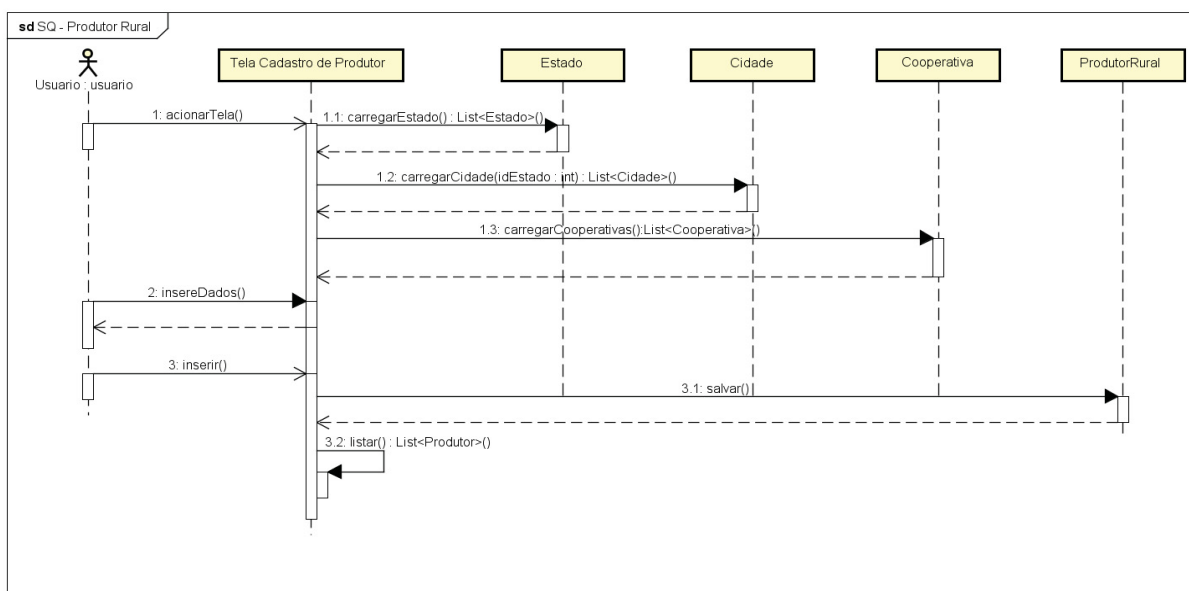 sd SQ - Produtor Rural
Usuario : usuario
Tela Cadastro de Produtor
Estado
Cidade
Cooperativa
ProdutorRural
1: acionarTela()
1.1: carregarEstado() : List<Estado>()
1.2: carregarCidade(idEstado : int) : List<Cidade>()
1.3: carregarCooperativas():List<Cooperativa>()
2: insereDados()
3: inserir()
3.1: salvar()
3.2: listar() : List<Produtor>()